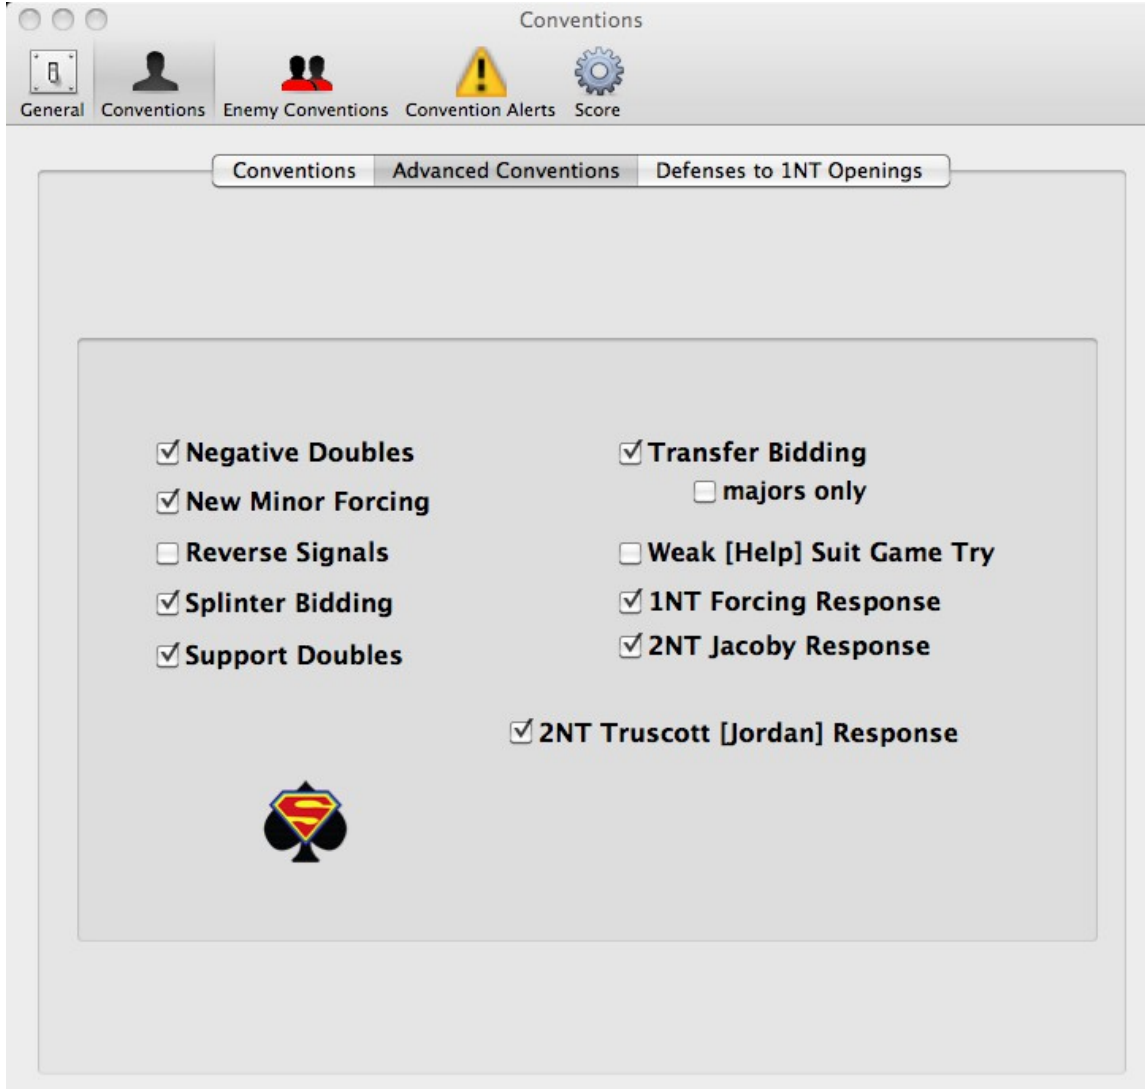 Conventions
General Conventions Enemy Conventions Convention Alerts Score
Conventions Advanced Conventions Defenses to 1NT Openings
Negative Doubles
New Minor Forcing
Reverse Signals
Splinter Bidding
Support Doubles
Transfer Bidding
majors only
Weak [Help] Suit Game Try
1NT Forcing Response
2NT Jacoby Response
2NT Truscott [Jordan] Response
S